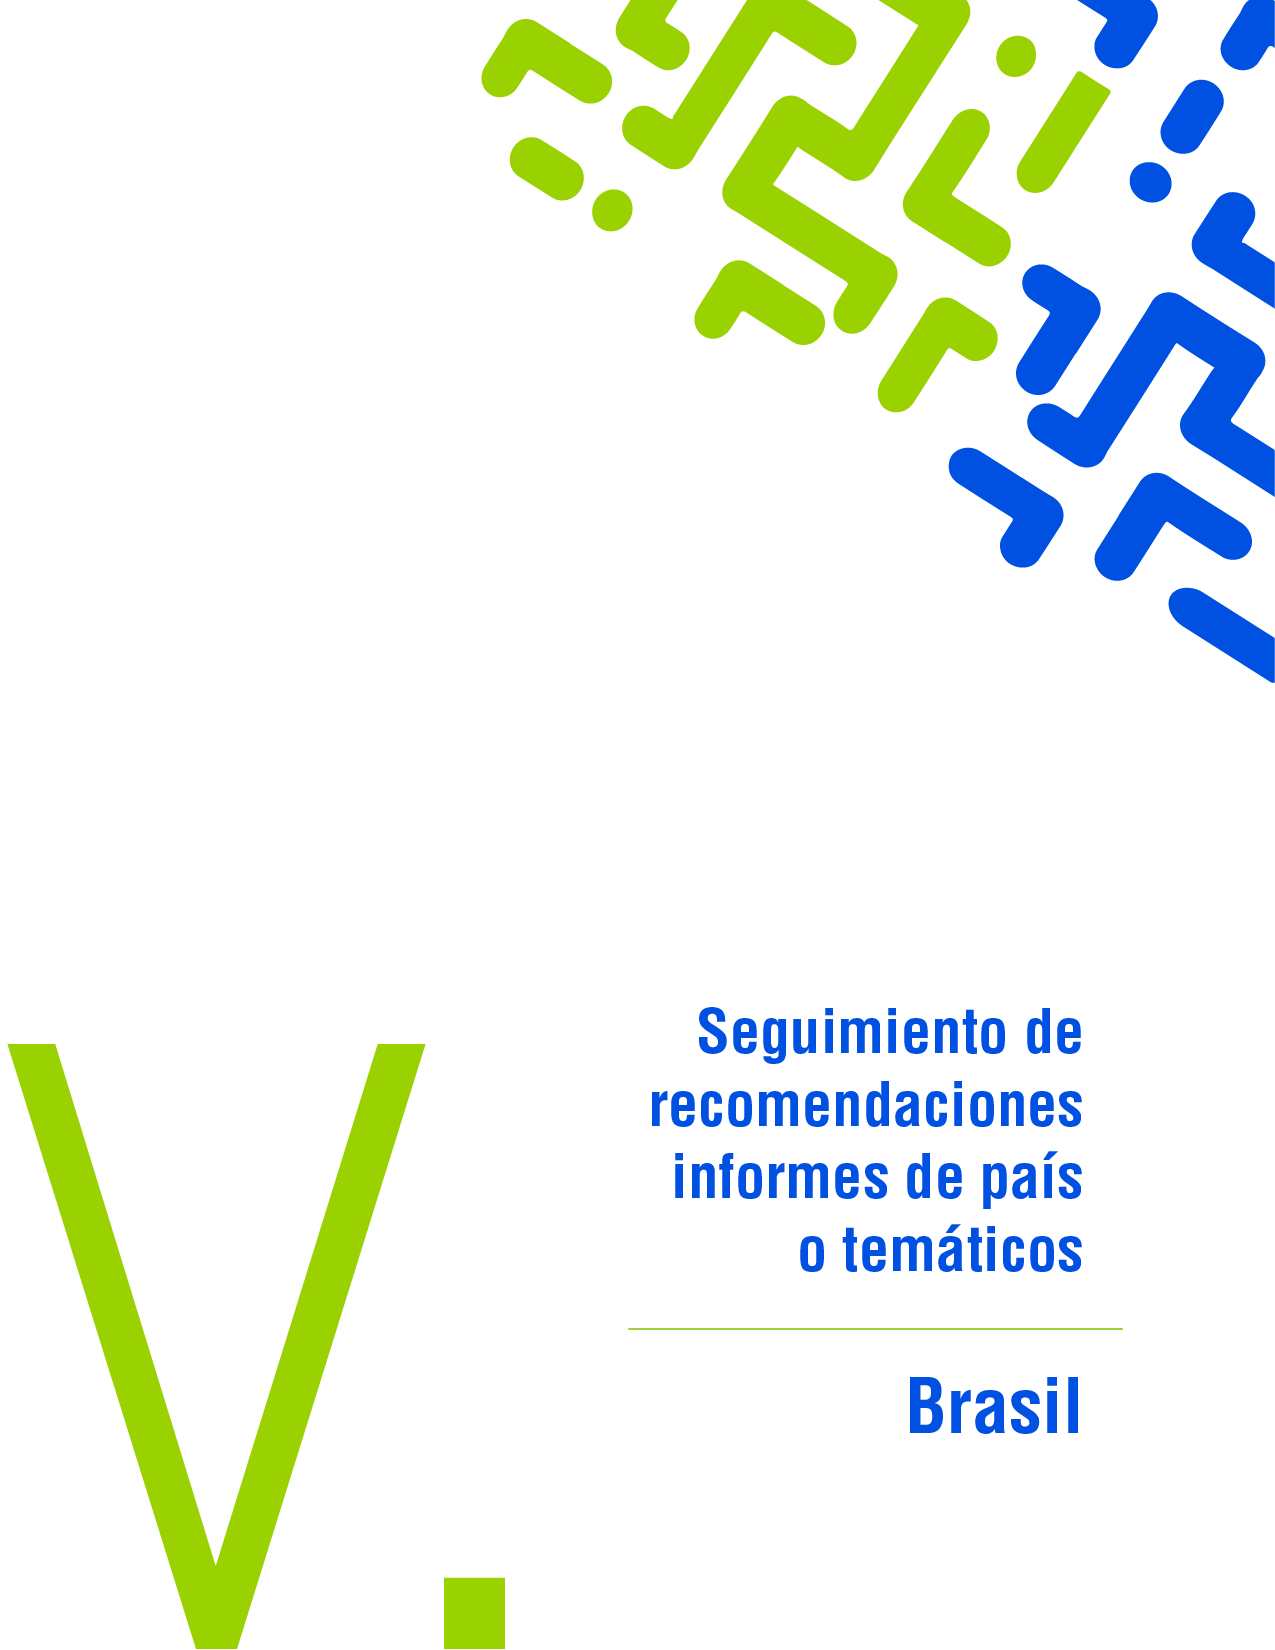 V.
Seguimiento de
recomendaciones
informes de país
o temáticos
Brasil